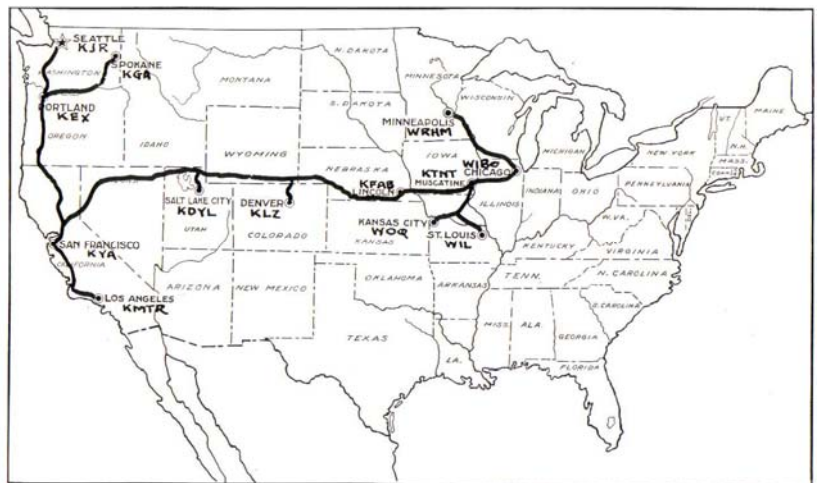 SEATTLE
KJR
SPOKANE
KGA
WASHINGTON
PORTLAND
KEX
OREGON
IDAHO
MONTANA
N. DAKOTA
S. DAKOTA
MINNESOTA
MINNEAPOLIS
WRHM
WISCONSIN
MICHIGAN
WYOMING
NEBRASKA
IOWA
WIBO
CHICAGO
KTNT
MUSCATINE
KFAB
LINCOLN
SALT LAKE CITY
KDYL
UTAH
DENVER
KLZ
COLORADO
KANSAS CITY
WOQ
KANSAS
ST. LOUIS
WIL
ILLINOIS
INDIANA
OHIO
PENNSYLVANIA
NEW YORK
VT.
N.H.
MAINE
MASS.
W.VA.
VIRGINIA
KENTUCKY
TENN.
N. CAROLINA
S. CAROLINA
SAN FRANCISCO
KYA
CALIFORNIA
LOS ANGELES
KMTR
ARIZONA
NEW MEXICO
OKLAHOMA
ARKANSAS
TEXAS
LA.
MISS.
ALA.
GEORGIA
FLORIDA